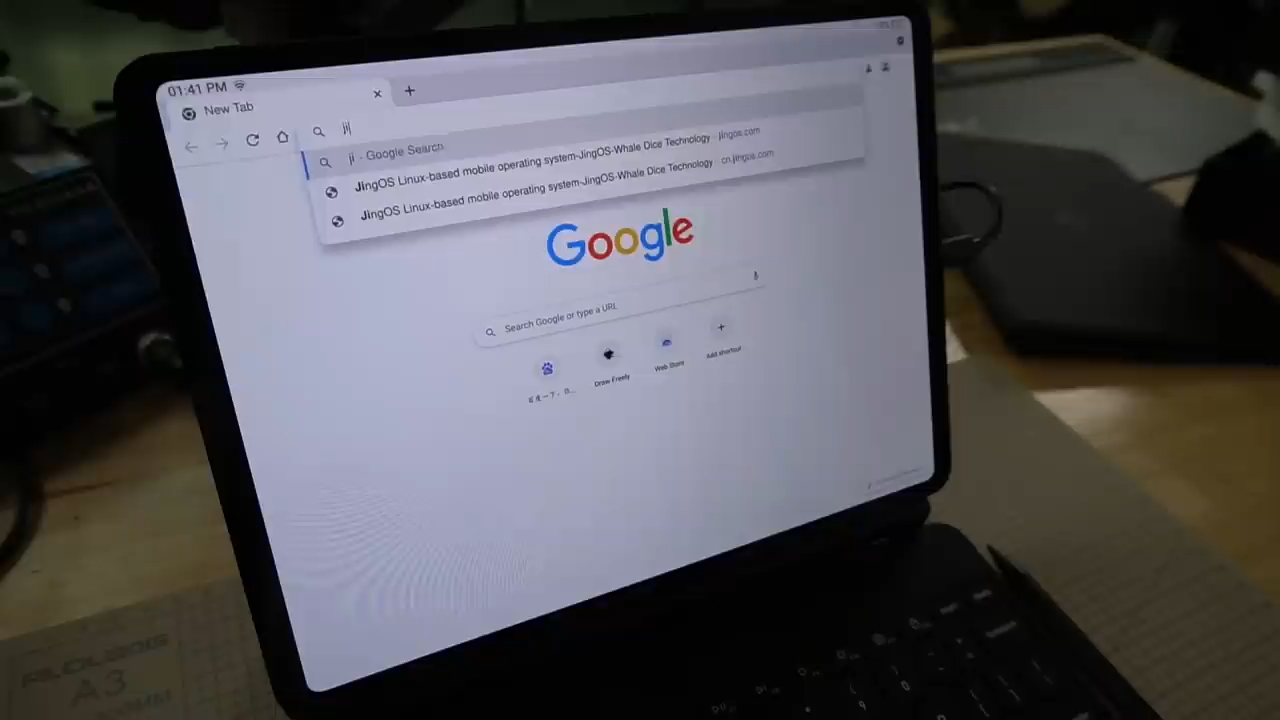 01:41 PM
New Tab
ji
ji - Google Search
JingOS Linux-based mobile operating system-JingOS-Whale Dice Technology jingos.com
JingOS Linux-based mobile operating system-JingOS-Whale Dice Technology cn.jingos.com
Google
Search Google or type a URL
Draw Freely
Web Store
Add shortcut
A3